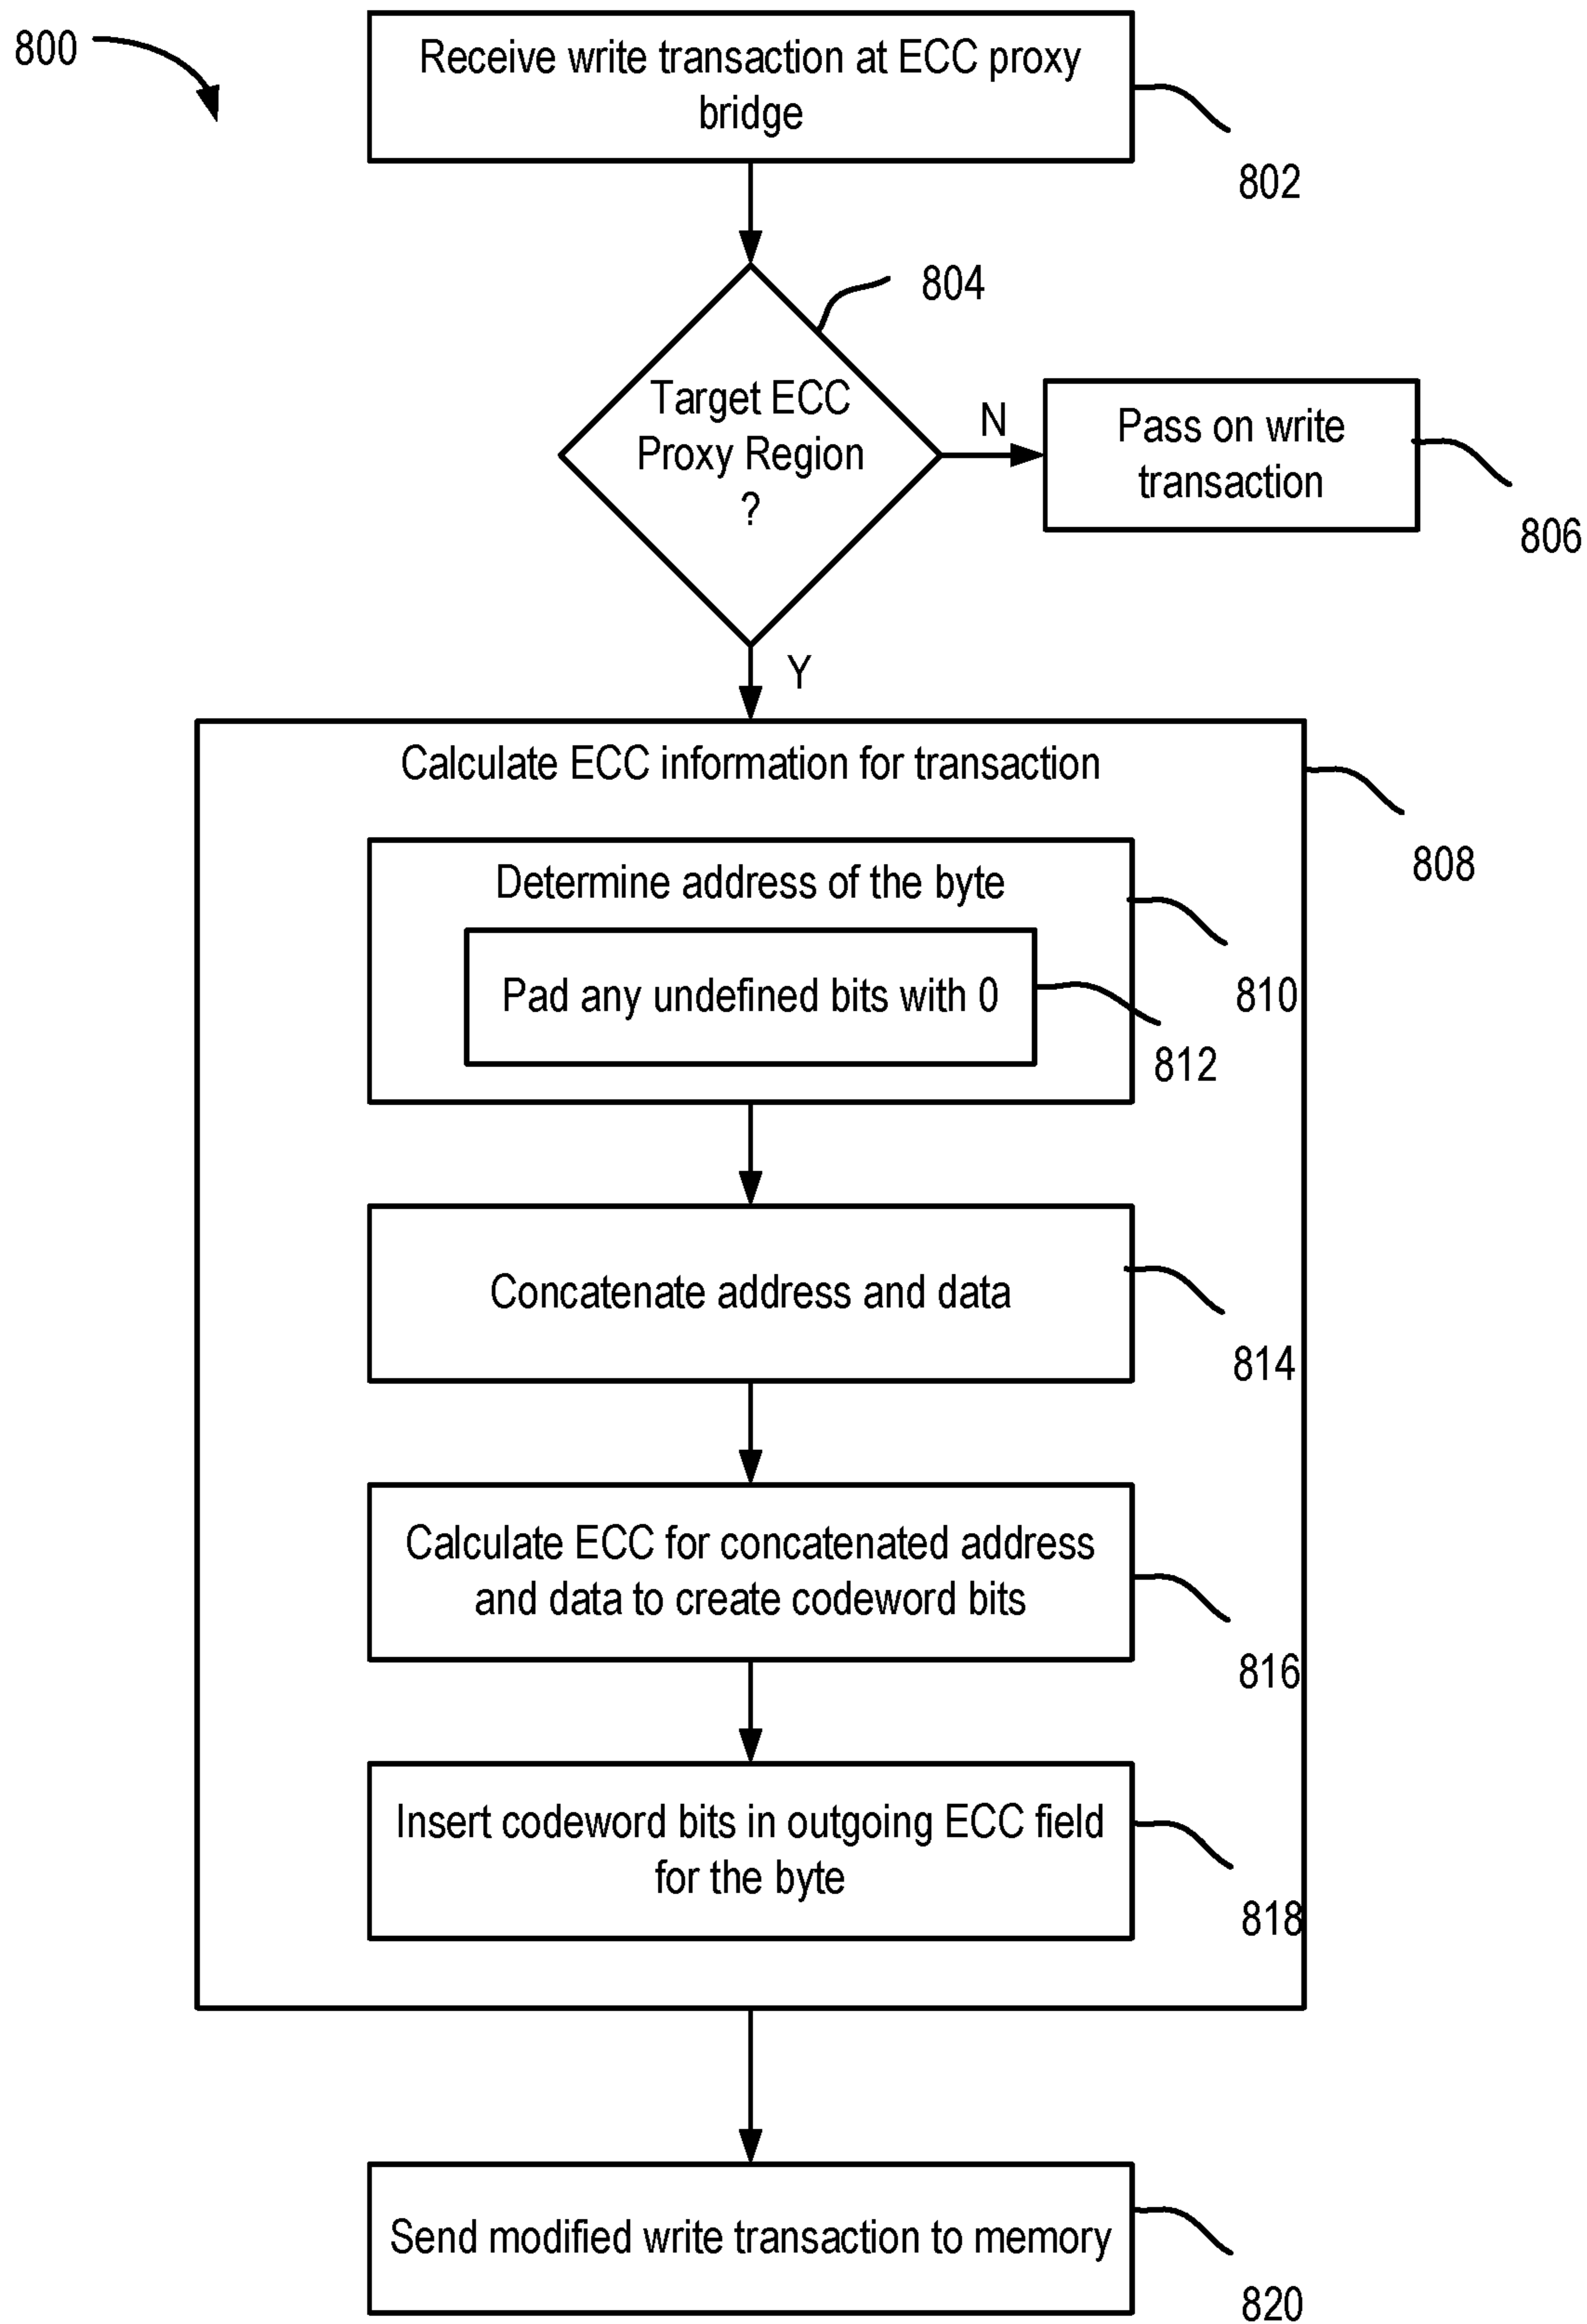 800
Receive write transaction at ECC proxy
bridge
802
804
Target ECC
Proxy Region
?
N
Pass on write
transaction
806
Y
Calculate ECC information for transaction
808
Determine address of the byte
810
Pad any undefined bits with 0
812
Concatenate address and data
814
Calculate ECC for concatenated address
and data to create codeword bits
816
Insert codeword bits in outgoing ECC field
for the byte
818
Send modified write transaction to memory
820